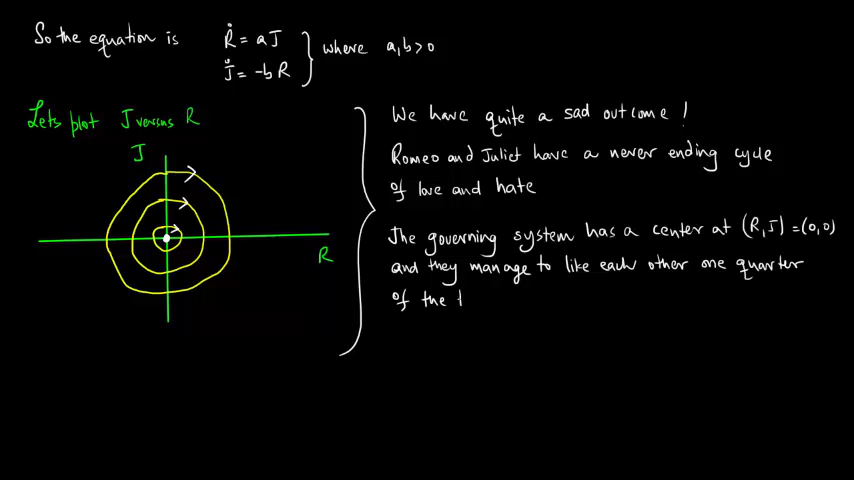 So the equation is
Ṙ = aJ
J̇ = -bR
where a,b>0
Lets plot J versus R
J
R
We have quite a sad outcome !
Romeo and Juliet have a never ending cycle
of love and hate
The governing system has a center at (R,J) = (0,0)
and they manage to like each other one quarter
of the t